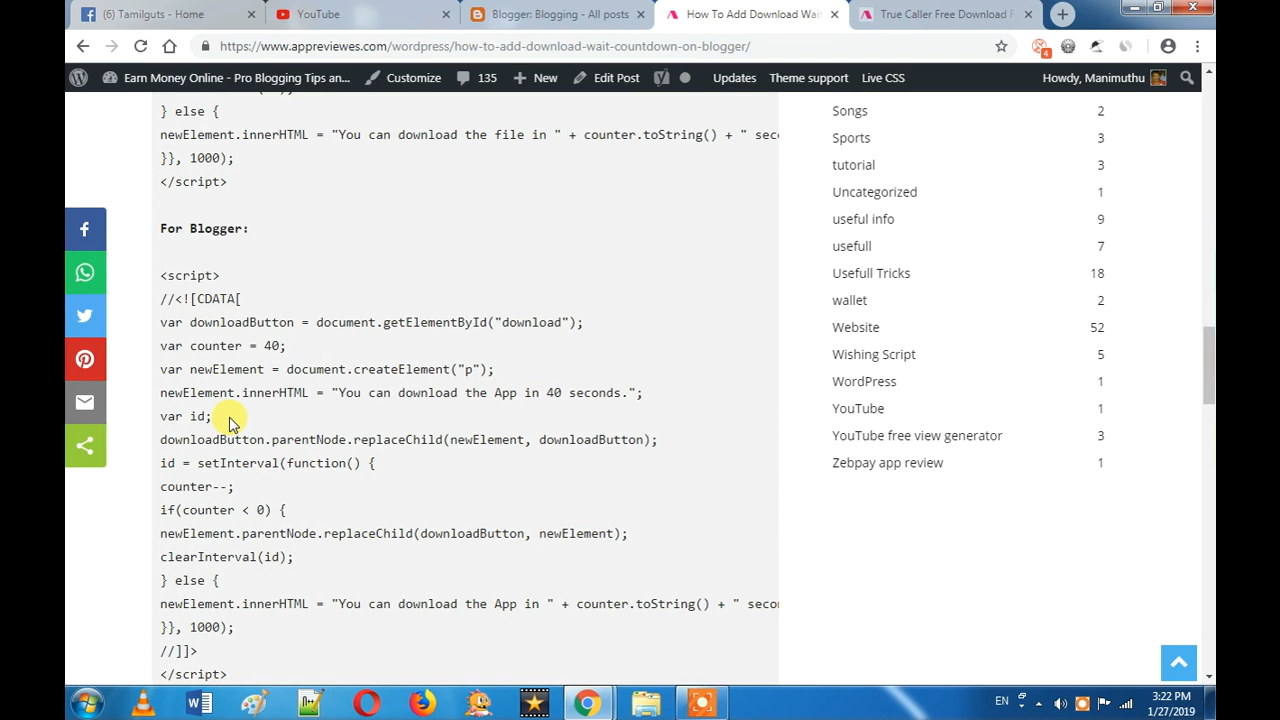 (6) Tamilguts - Home
YouTube
Blogger: Blogging - All posts
How To Add Download Wai
True Caller Free Download F
https://www.appreviewes.com/wordpress/how-to-add-download-wait-countdown-on-blogger/
4
Earn Money Online - Pro Blogging Tips an...
Customize
135
New
Edit Post
Updates
Theme support
Live CSS
Howdy, Manimuthu
} else {
newElement.innerHTML = "You can download the file in " + counter.toString() + " seco
}}, 1000);
</script>
For Blogger:
<script>
//<![CDATA[
var downloadButton = document.getElementById("download");
var counter = 40;
var newElement = document.createElement("p");
newElement.innerHTML = "You can download the App in 40 seconds.";
var id;
downloadButton.parentNode.replaceChild(newElement, downloadButton);
id = setInterval(function() {
counter--;
if(counter < 0) {
newElement.parentNode.replaceChild(downloadButton, newElement);
clearInterval(id);
} else {
newElement.innerHTML = "You can download the App in " + counter.toString() + " secon
}}, 1000);
//]]>
</script>
Songs 2
Sports 3
tutorial 3
Uncategorized 1
useful info 9
usefull 7
Usefull Tricks 18
wallet 2
Website 52
Wishing Script 5
WordPress 1
YouTube 1
YouTube free view generator 3
Zebpay app review 1
EN
3:22 PM
1/27/2019